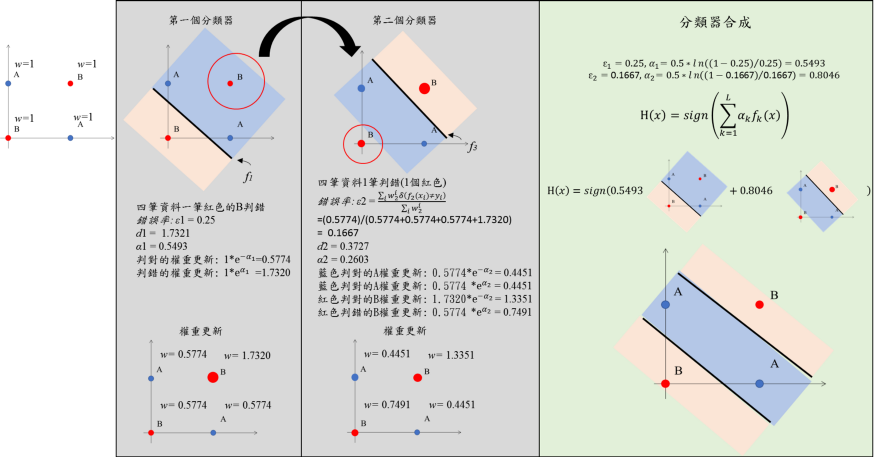 w=1
w=1
A
B
w=1
w=1
B
A
第一個分類器
A
B
B
A
f1
四筆資料一筆紅色的B判錯
錯誤率:ε1 = 0.25
d1 = 1.7321
α1 = 0.5493
判對的權重更新: 1*e^{−α₁}=0.5774
判錯的權重更新: 1*e^{α₁} =1.7320
權重更新
w= 0.5774
w= 1.7320
A
B
w= 0.5774
w= 0.5774
B
A
第二個分類器
A
B
B
A
f3
四筆資料1筆判錯(1個紅色)
錯誤率:ε2 = ∑ᵢ w₂ⁱ δ(f₂(xᵢ)≠yᵢ) / ∑ᵢ w₂ⁱ
=(0.5774)/(0.5774+0.5774+0.5774+1.7320)
= 0.1667
d2 = 0.3727
α2 = 0.2603
藍色判對的A權重更新: 0.5774*e^{−α₂} = 0.4451
藍色判對的A權重更新: 0.5774 *e^{α₂} = 0.4451
紅色判對的B權重更新: 1.7320*e^{−α₂} = 1.3351
紅色判錯的B權重更新: 0.5774 *e^{α₂} = 0.7491
權重更新
w= 0.4451
w= 1.3351
A
B
w= 0.7491
w= 0.4451
B
A
分類器合成
ε₁ = 0.25, α₁= 0.5 ∗ ln((1 − 0.25)/0.25) = 0.5493
ε₂ = 0.1667, α₂= 0.5 ∗ ln((1 − 0.1667)/0.1667) = 0.8046
H(x) = sign(∑_{k=1}^{L} αₖfₖ(x))
H(x) = sign(0.5493
A
B
B
A
+ 0.8046
A
B
B
A
)
A
B
B
A